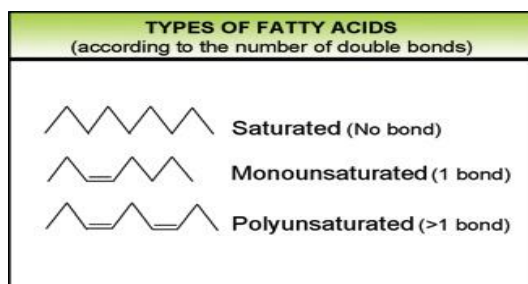 TYPES OF FATTY ACIDS
(according to the number of double bonds)
Saturated (No bond)
Monounsaturated (1 bond)
Polyunsaturated (>1 bond)